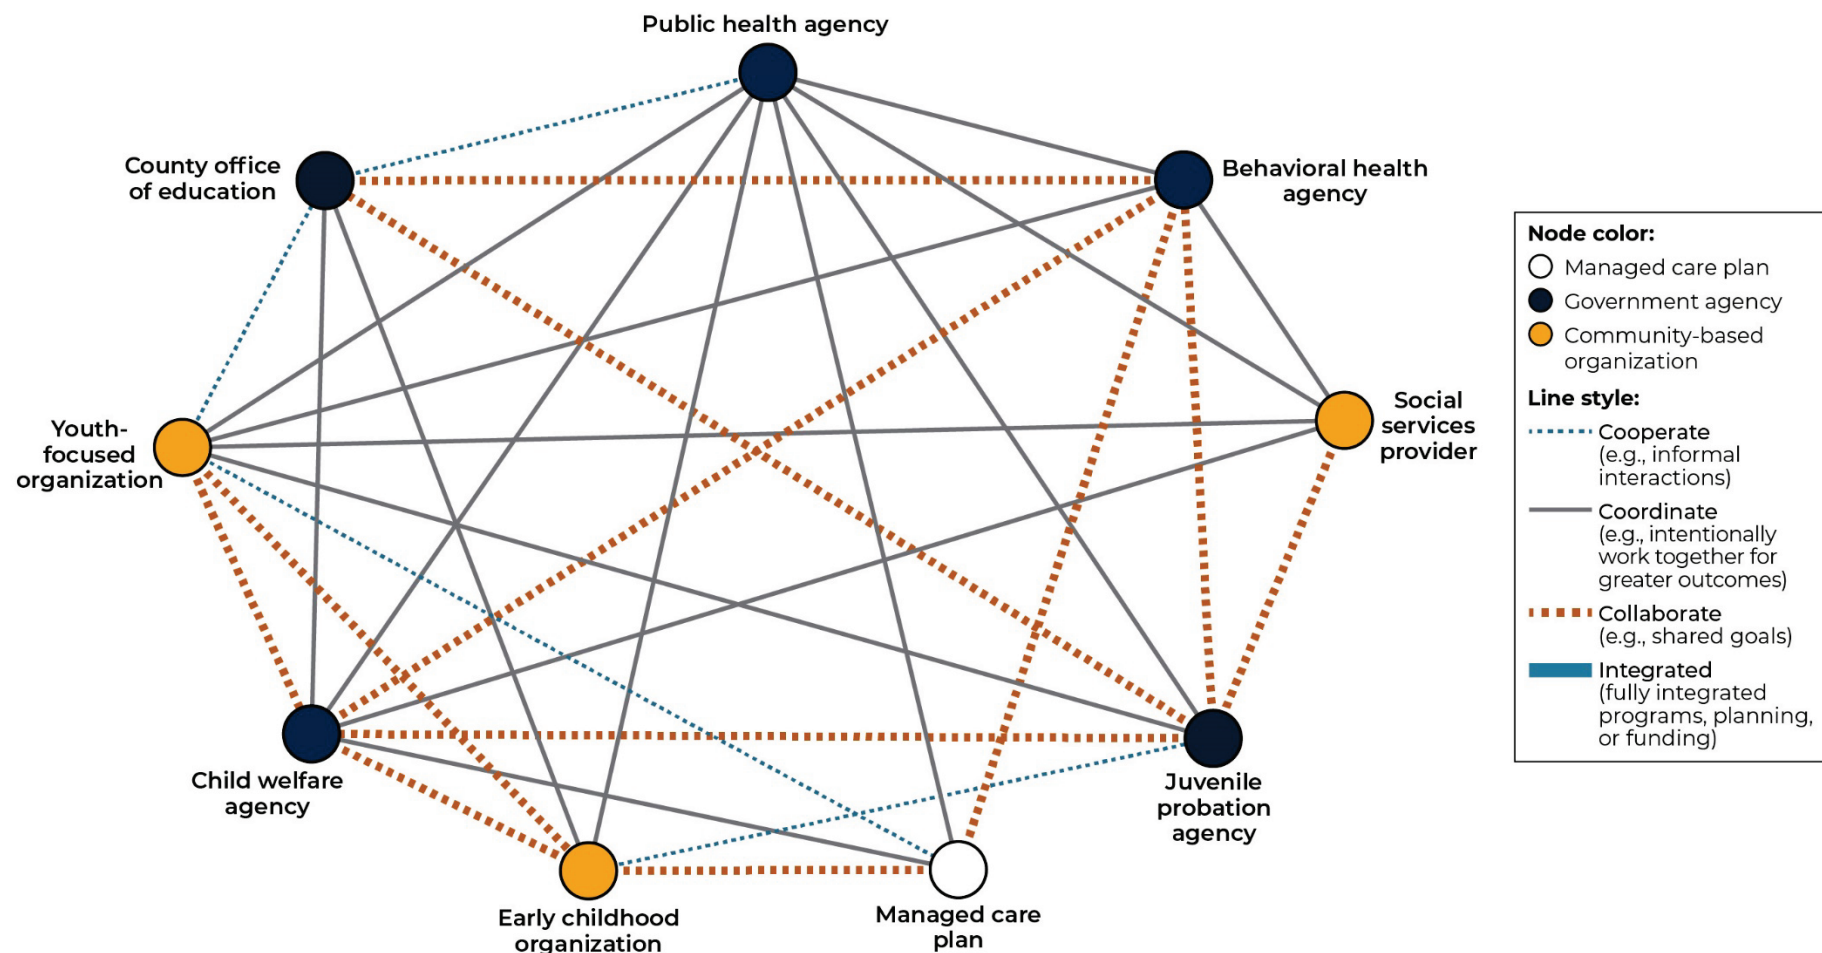 Public health agency
County office
of education
Behavioral health
agency
Youth-
focused
organization
Social
services
provider
Child welfare
agency
Juvenile
probation
agency
Early childhood
organization
Managed care
plan
Node color:
Managed care plan
Government agency
Community-based
organization
Line style:
Cooperate
(e.g., informal
interactions)
Coordinate
(e.g., intentionally
work together for
greater outcomes)
Collaborate
(e.g., shared goals)
Integrated
(fully integrated
programs, planning,
or funding)